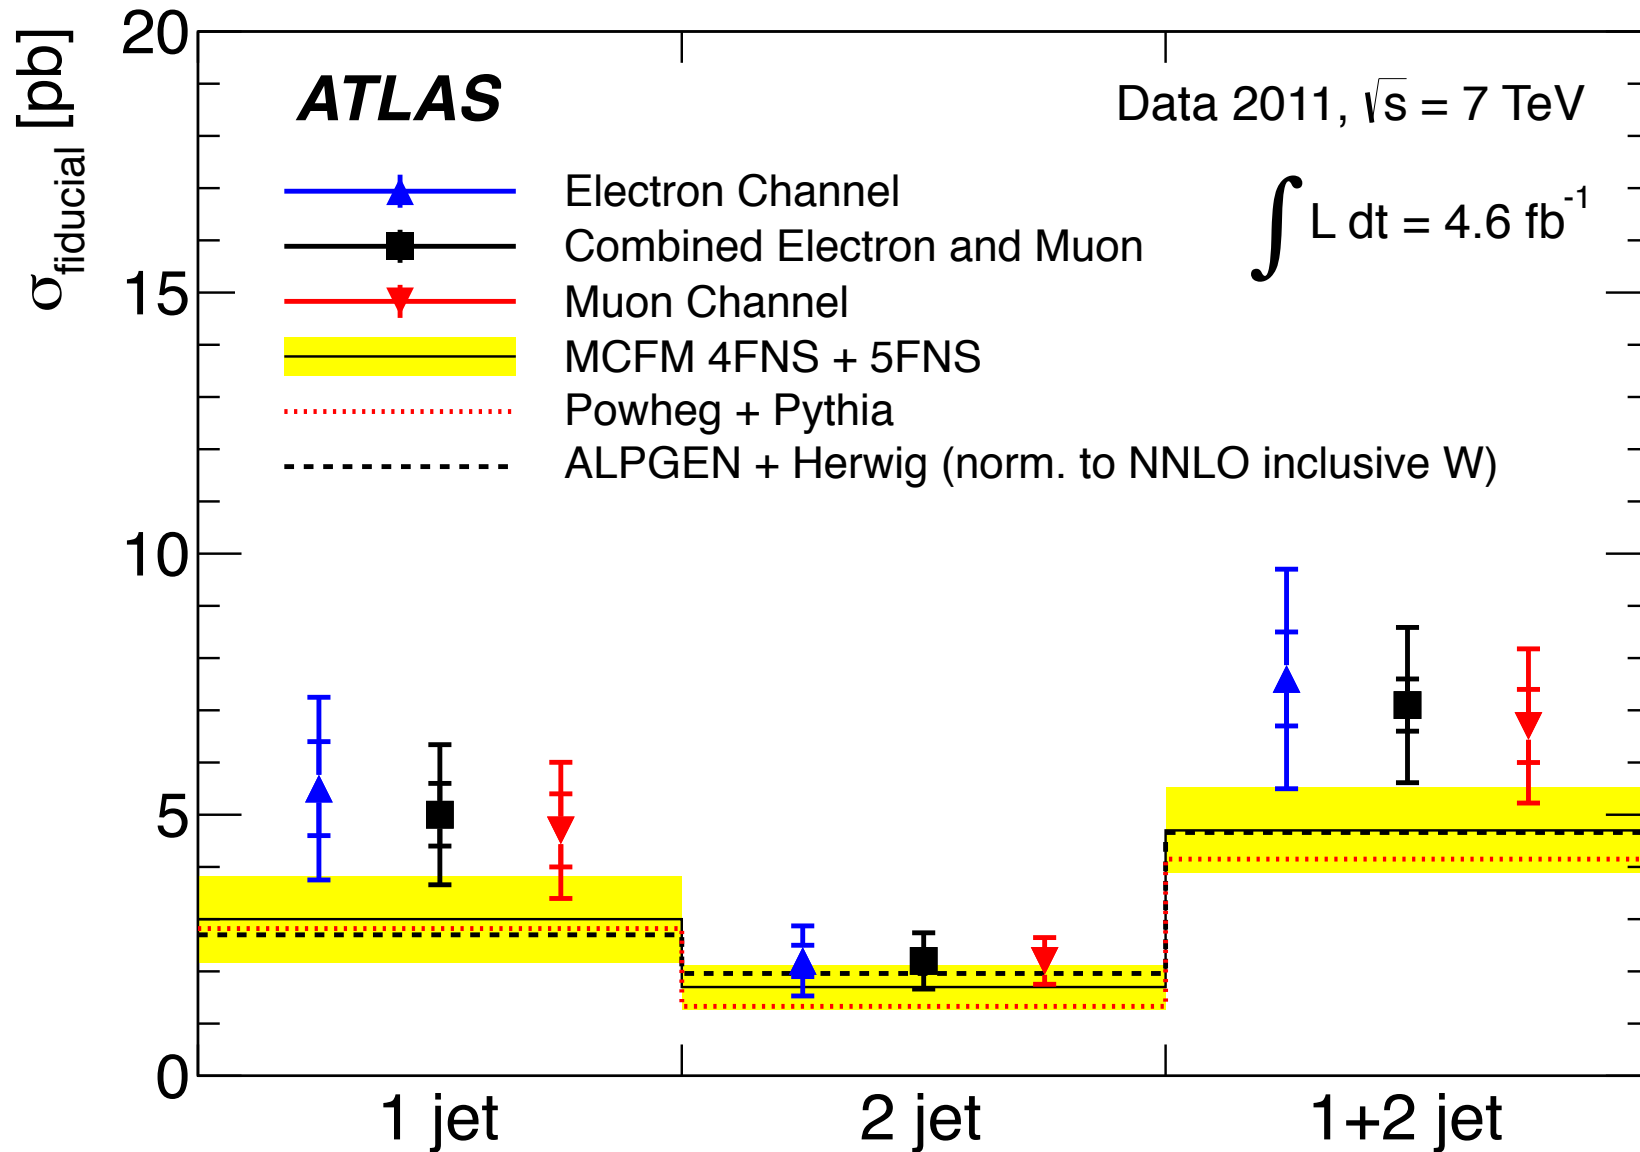 σfiducial [pb]
20
15
10
5
0
ATLAS
Data 2011, √s = 7 TeV
∫ L dt = 4.6 fb-1
Electron Channel
Combined Electron and Muon
Muon Channel
MCFM 4FNS + 5FNS
Powheg + Pythia
ALPGEN + Herwig (norm. to NNLO inclusive W)
1 jet
2 jet
1+2 jet